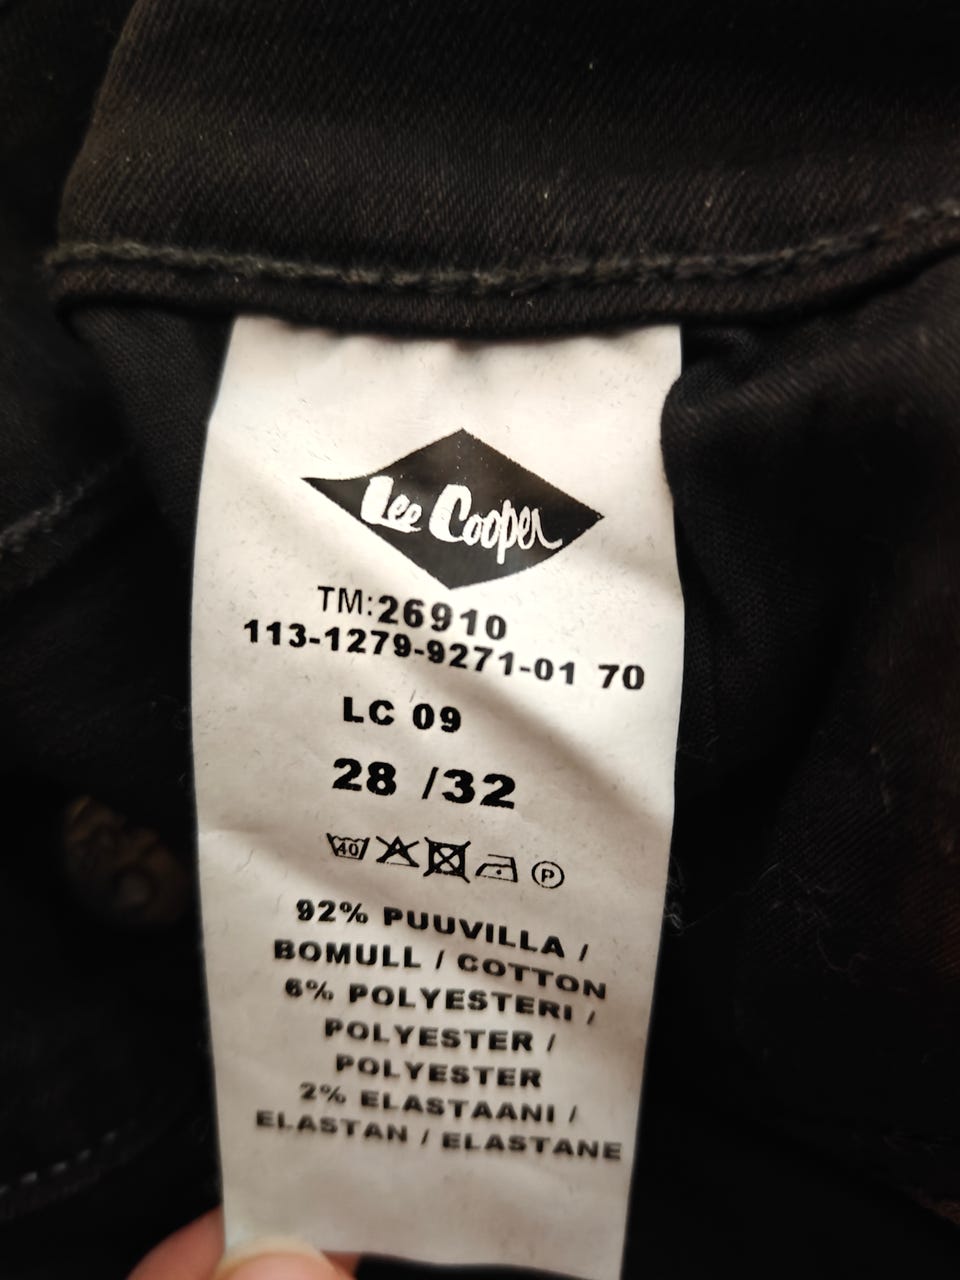 Lee Cooper
TM:26910
113-1279-9271-01 70
LC 09
28 /32
40 P
92% PUUVILLA /
BOMULL / COTTON
6% POLYESTERI /
POLYESTER /
POLYESTER
2% ELASTAANI /
ELASTAN / ELASTANE